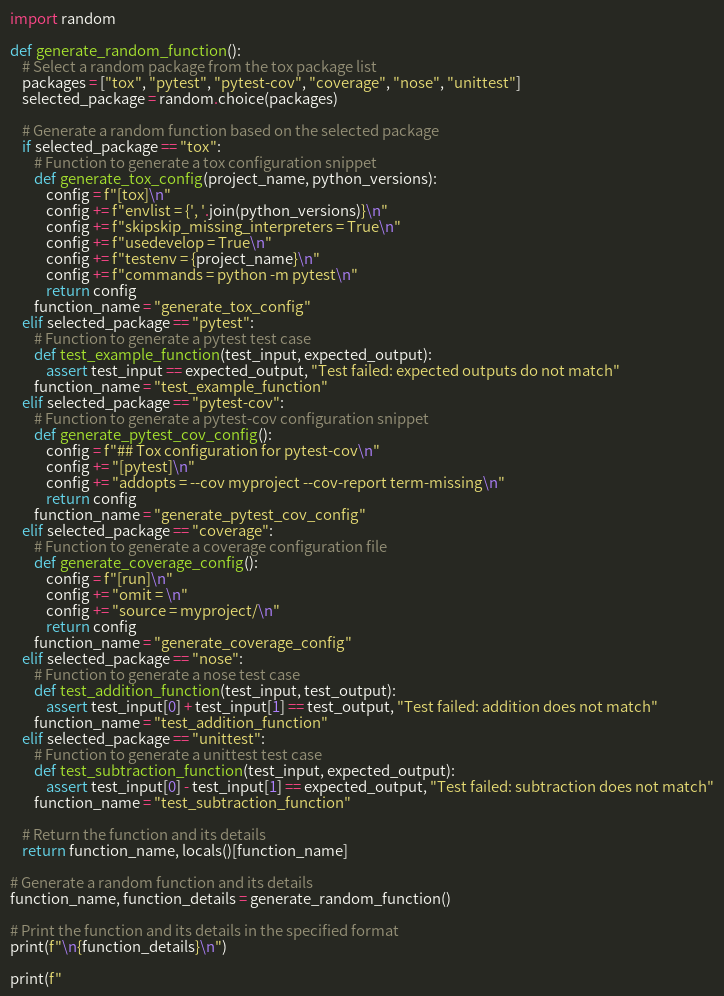 import random

def generate_random_function():
    # Select a random package from the tox package list
    packages = ["tox", "pytest", "pytest-cov", "coverage", "nose", "unittest"]
    selected_package = random.choice(packages)

    # Generate a random function based on the selected package
    if selected_package == "tox":
        # Function to generate a tox configuration snippet
        def generate_tox_config(project_name, python_versions):
            config = f"[tox]\n"
            config += f"envlist = {', '.join(python_versions)}\n"
            config += f"skipskip_missing_interpreters = True\n"
            config += f"usedevelop = True\n"
            config += f"testenv = {project_name}\n"
            config += f"commands = python -m pytest\n"
            return config
        function_name = "generate_tox_config"
    elif selected_package == "pytest":
        # Function to generate a pytest test case
        def test_example_function(test_input, expected_output):
            assert test_input == expected_output, "Test failed: expected outputs do not match"
        function_name = "test_example_function"
    elif selected_package == "pytest-cov":
        # Function to generate a pytest-cov configuration snippet
        def generate_pytest_cov_config():
            config = f"## Tox configuration for pytest-cov\n"
            config += "[pytest]\n"
            config += "addopts = --cov myproject --cov-report term-missing\n"
            return config
        function_name = "generate_pytest_cov_config"
    elif selected_package == "coverage":
        # Function to generate a coverage configuration file
        def generate_coverage_config():
            config = f"[run]\n"
            config += "omit = \n"
            config += "source = myproject/\n"
            return config
        function_name = "generate_coverage_config"
    elif selected_package == "nose":
        # Function to generate a nose test case
        def test_addition_function(test_input, test_output):
            assert test_input[0] + test_input[1] == test_output, "Test failed: addition does not match"
        function_name = "test_addition_function"
    elif selected_package == "unittest":
        # Function to generate a unittest test case
        def test_subtraction_function(test_input, expected_output):
            assert test_input[0] - test_input[1] == expected_output, "Test failed: subtraction does not match"
        function_name = "test_subtraction_function"

    # Return the function and its details
    return function_name, locals()[function_name]

# Generate a random function and its details
function_name, function_details = generate_random_function()

# Print the function and its details in the specified format
print(f"\n{function_details}\n")

print(f"